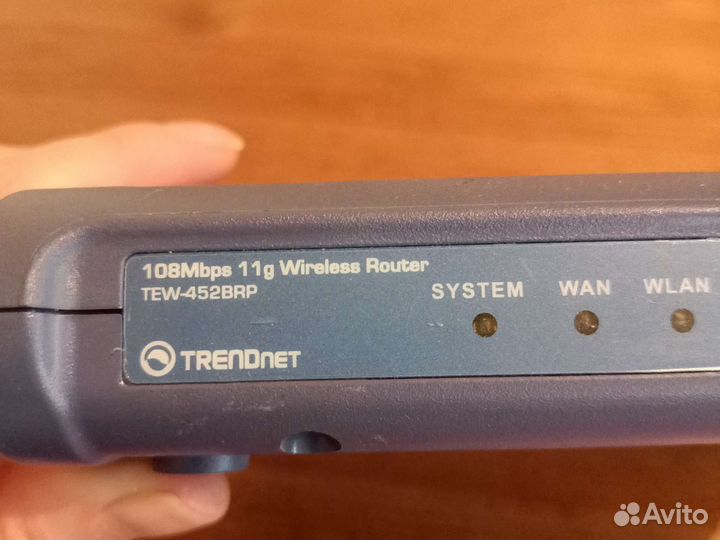 108Mbps 11g Wireless Router
TEW-452BRP
SYSTEM WAN WLAN
TRENDNET
Avito